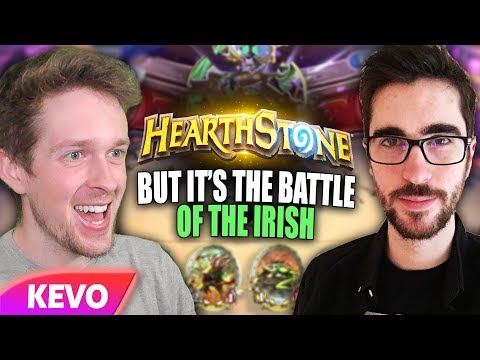 HEARTHSTONE
BUT IT'S THE BATTLE
OF THE IRISH
KEVO